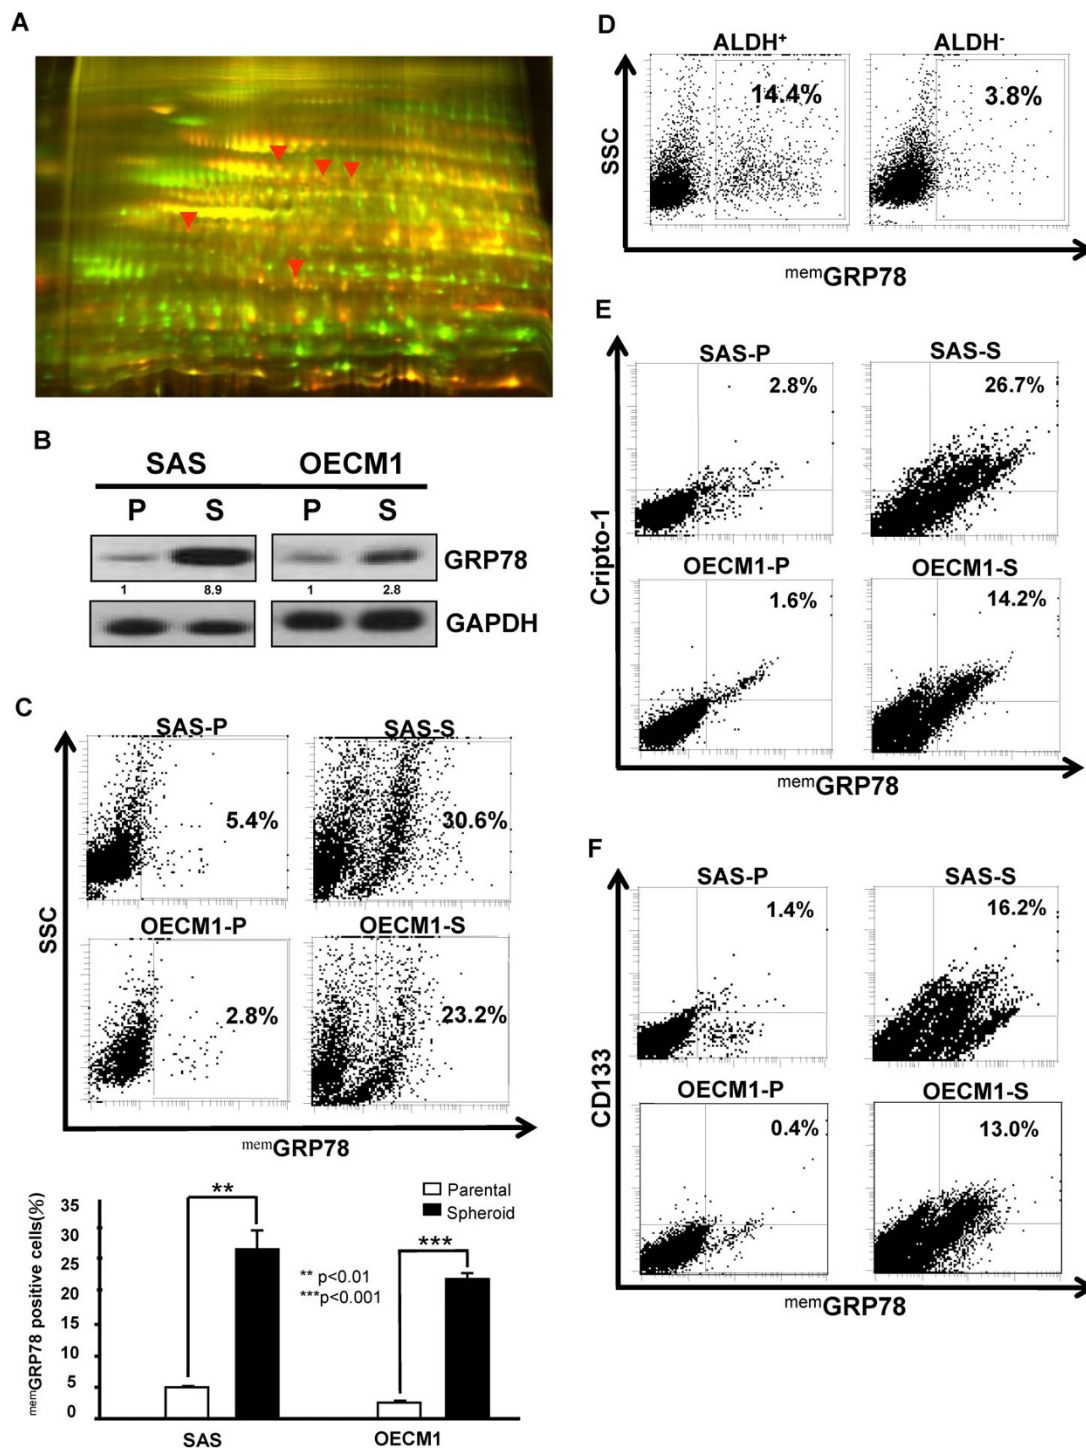 A
B
SAS OECM1
P S P S
GRP78
1 8.9 1 2.8
GAPDH
C
SAS-P SAS-S
5.4% 30.6%
OECM1-P OECM1-S
2.8% 23.2%
SSC
memGRP78
memGRP78 positive cells(%)
35
25
20
15
10
5
0
** ***
Parental
Spheroid
** p<0.01
***p<0.001
SAS OECM1
D
ALDH+ ALDH-
14.4% 3.8%
SSC
memGRP78
E
SAS-P SAS-S
2.8% 26.7%
OECM1-P OECM1-S
1.6% 14.2%
Cripto-1
memGRP78
F
SAS-P SAS-S
1.4% 16.2%
OECM1-P OECM1-S
0.4% 13.0%
CD133
memGRP78